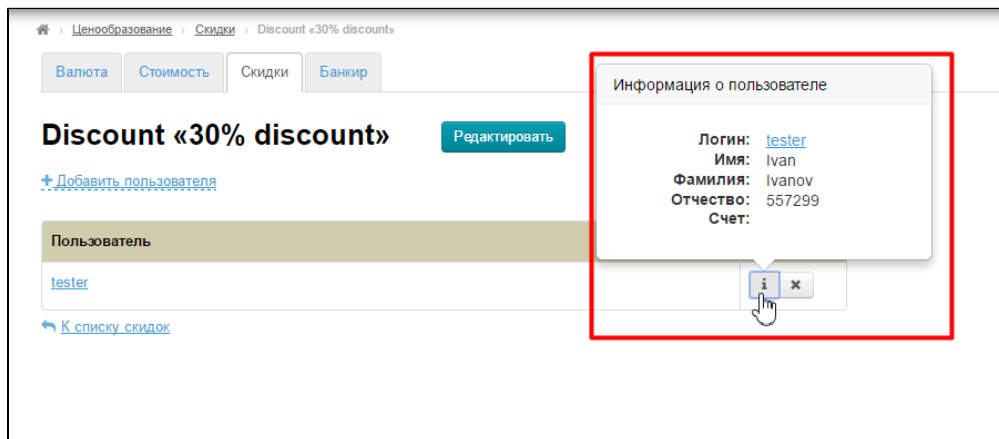 › Ценообразование › Скидки › Discount «30% discount»
Валюта Стоимость Скидки Банкир
Информация о пользователе
Discount «30% discount» Редактировать
Логин: tester
Имя: Ivan
Фамилия: Ivanov
Отчество: 557299
Счет:
+ Добавить пользователя
Пользователь
tester
i ×
К списку скидок